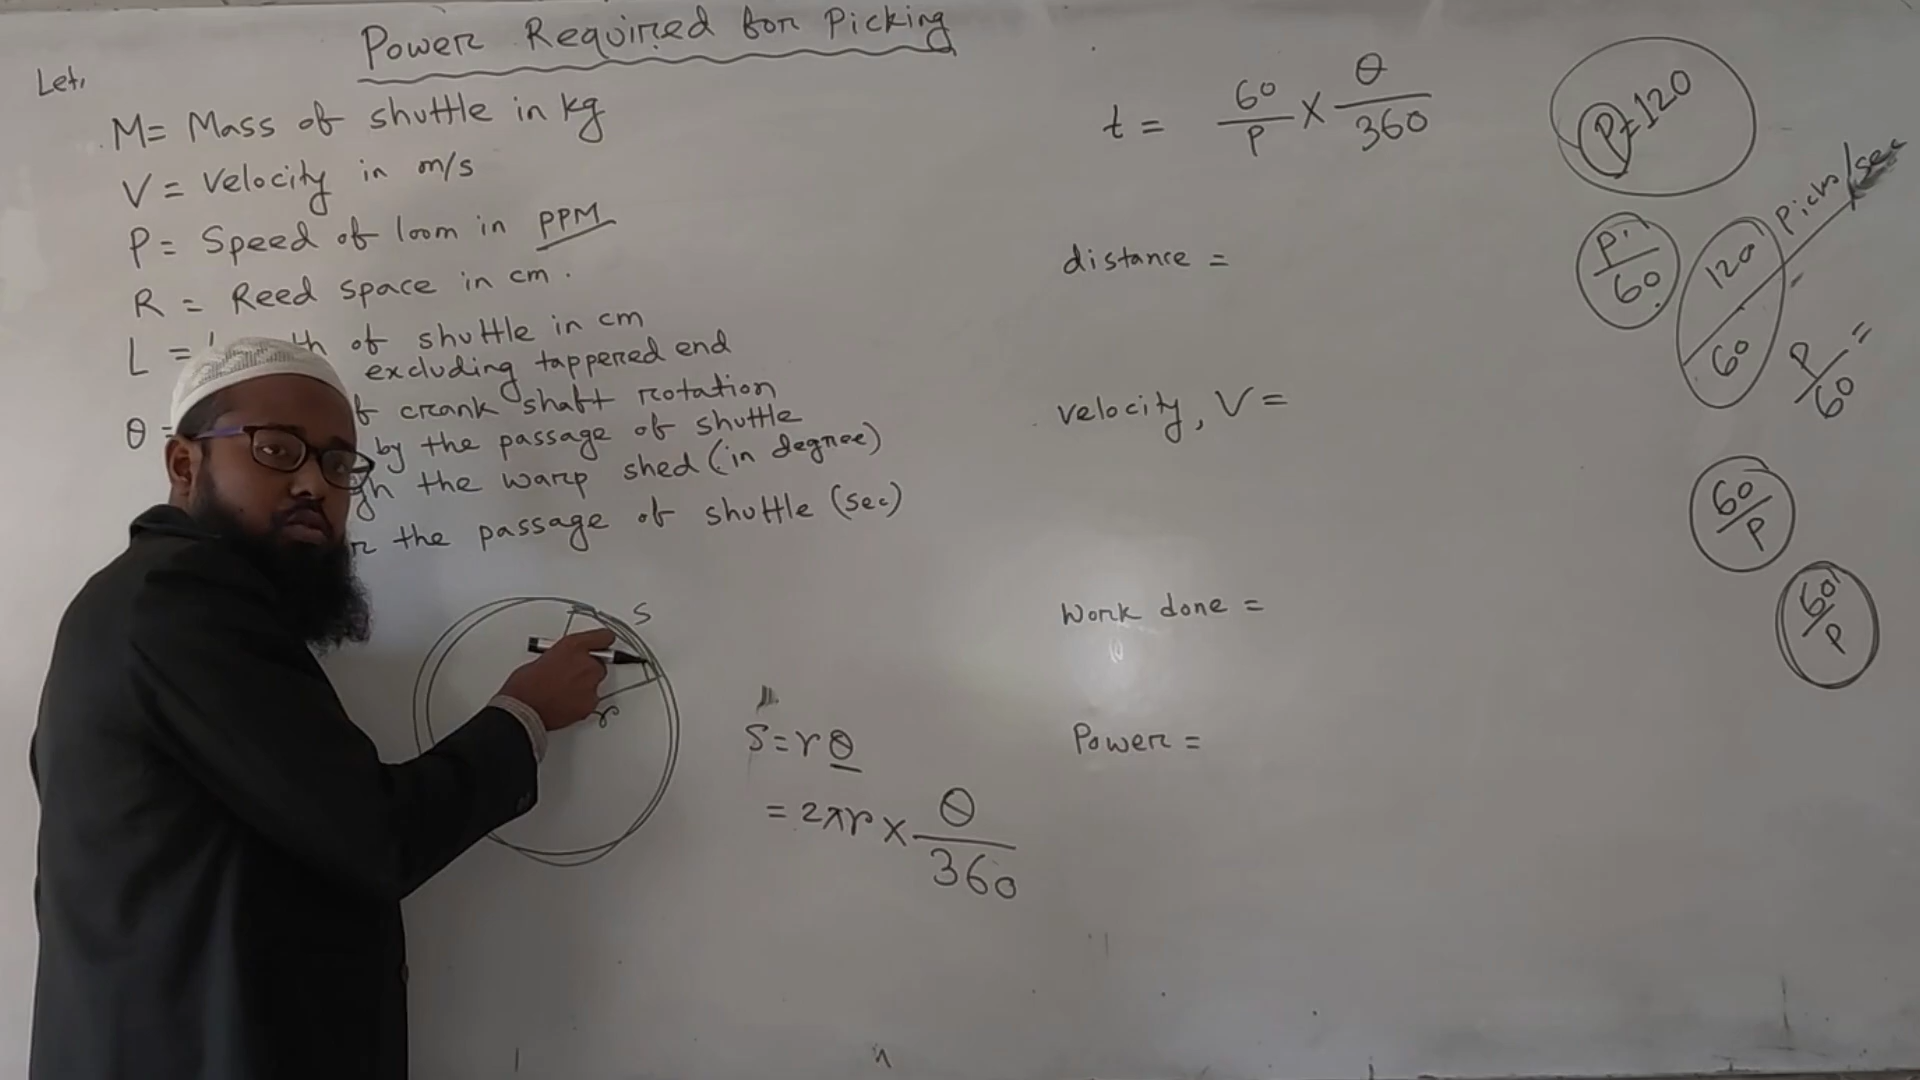 Power Required for Picking
Let,
M = Mass of shuttle in kg
V = Velocity in m/s
P = Speed of loom in PPM
R = Reed space in cm.
L = th of shuttle in cm
excluding tappered end
θ = of crank shaft rotation
by the passage of shuttle
gh the warp shed (in degree)
r the passage of shuttle (sec)
S
r
S = rθ
= 2πr × θ/360
t = 60/P × θ/360
distance =
velocity, V =
Work done =
Power =
P=120
P/60
120/60 Picks/sec
P/60 =
60/P
60/P